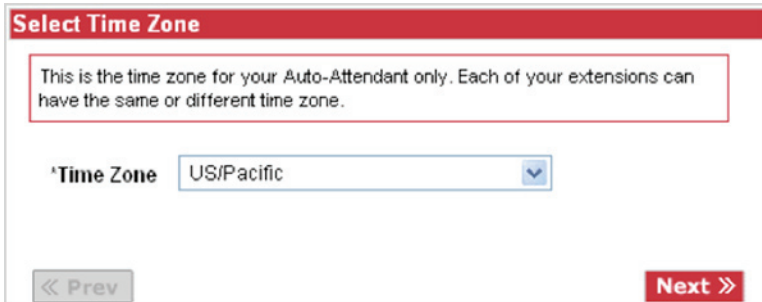 Select Time Zone
This is the time zone for your Auto-Attendant only. Each of your extensions can
have the same or different time zone.
*Time Zone US/Pacific
« Prev Next »